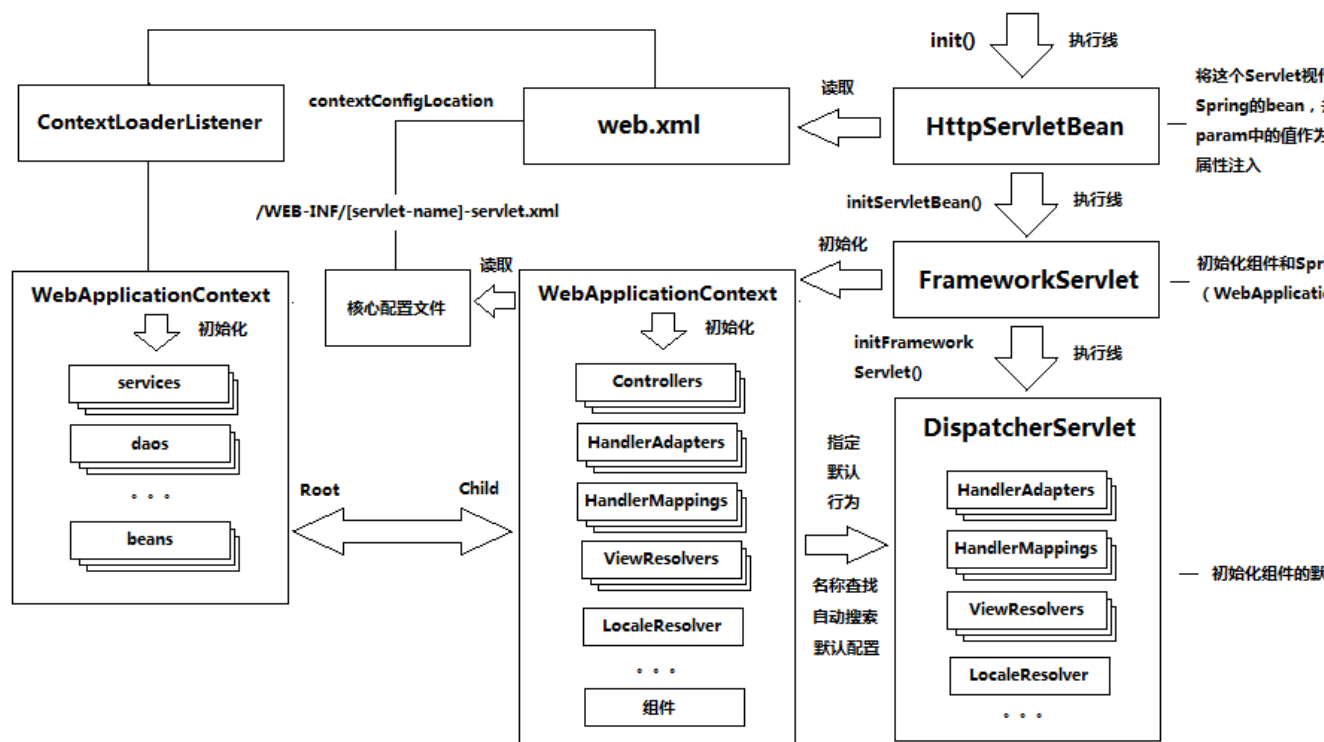 init()
执行线
ContextLoaderListener
contextConfigLocation
web.xml
读取
HttpServletBean
将这个Servlet视
Spring的bean，
param中的值作为
属性注入
/WEB-INF/[servlet-name]-servlet.xml
initServletBean()
执行线
WebApplicationContext
初始化
services
daos
。。。
beans
核心配置文件
读取
初始化
FrameworkServlet
初始化组件和Spr
（WebApplicatio
WebApplicationContext
初始化
Controllers
HandlerAdapters
HandlerMappings
ViewResolvers
LocaleResolver
。。。
组件
Root
Child
initFramework
Servlet()
执行线
指定
默认
行为
名称查找
自动搜索
默认配置
DispatcherServlet
HandlerAdapters
HandlerMappings
ViewResolvers
LocaleResolver
。。。
初始化组件的默